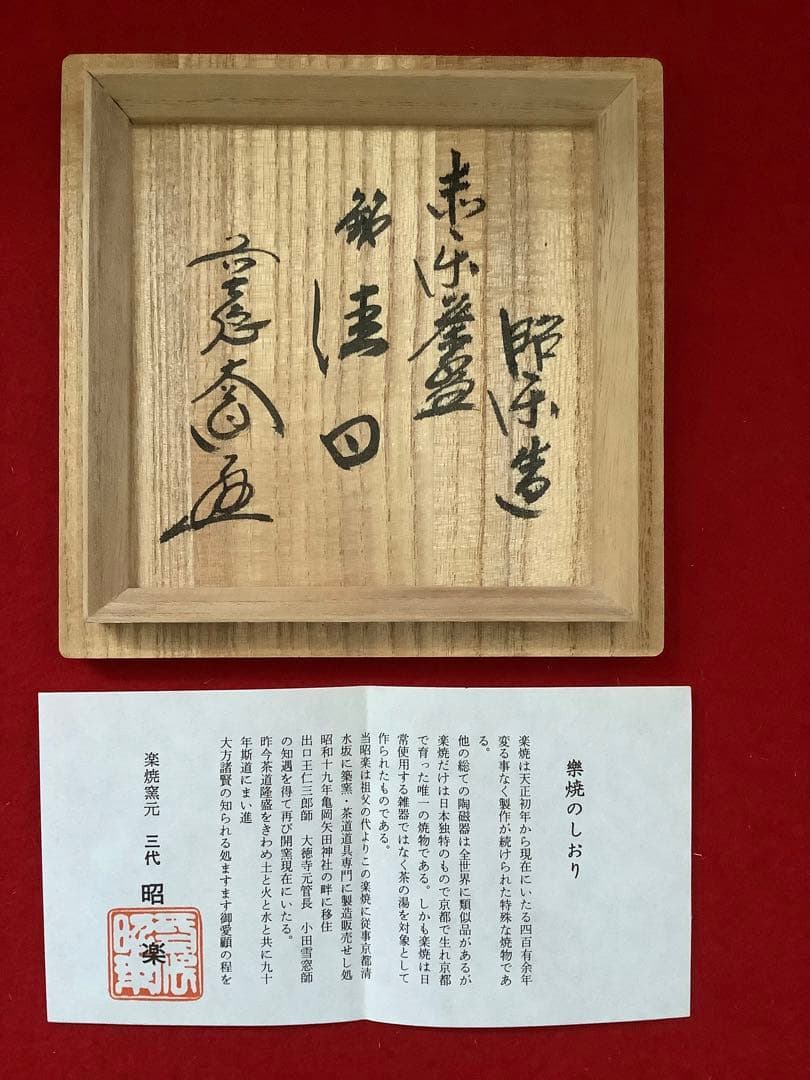 昭楽造
赤楽茶盌
銘
佳日
樂焼のしおり
楽焼は天正初年から現在にいたる四百有余年
変る事なく製作が続けられた特殊な焼物であ
る。
他の総ての陶磁器は全世界に類似品があるが
楽焼だけは日本独特のもので京都で生れ京都
で育った唯一の焼物である。しかも楽焼は日
常使用する雑器ではなく茶の湯を対象として
作られたものである。
当昭楽は祖父の代よりこの楽焼に従事京都清
水坂に築窯・茶道道具専門に製造販売せし処
昭和十九年亀岡矢田神社の畔に移住
出口王仁三郎師　大徳寺元管長　小田雪窓師
の知遇を得て再び開窯現在にいたる。
昨今茶道隆盛をきわめ土と火と水と共に九十
年斯道にまい進
大方諸賢の知られる処ますます御愛顧の程を
楽焼窯元　三代　昭楽